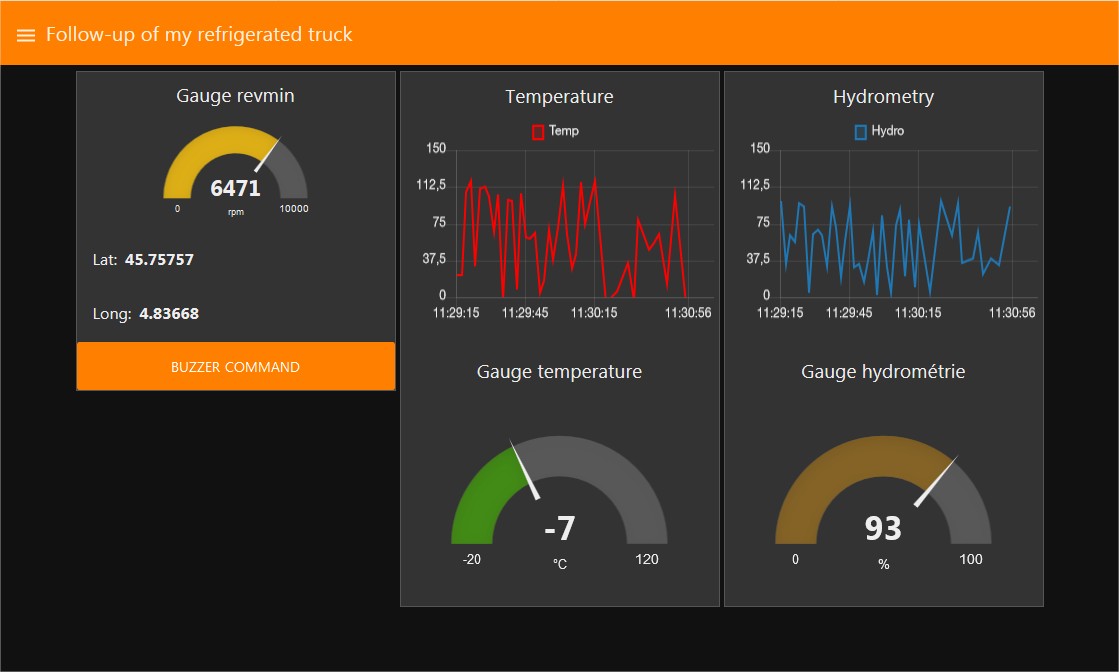 Follow-up of my refrigerated truck
Gauge revmin
6471
0 rpm 10000
Lat: 45.75757
Long: 4.83668
BUZZER COMMAND
Temperature
Temp
150
112,5
75
37,5
0
11:29:15 11:29:45 11:30:15 11:30:56
Gauge temperature
-7
-20 °C 120
Hydrometry
Hydro
150
112,5
75
37,5
0
11:29:15 11:29:45 11:30:15 11:30:56
Gauge hydrométrie
93
0 % 100